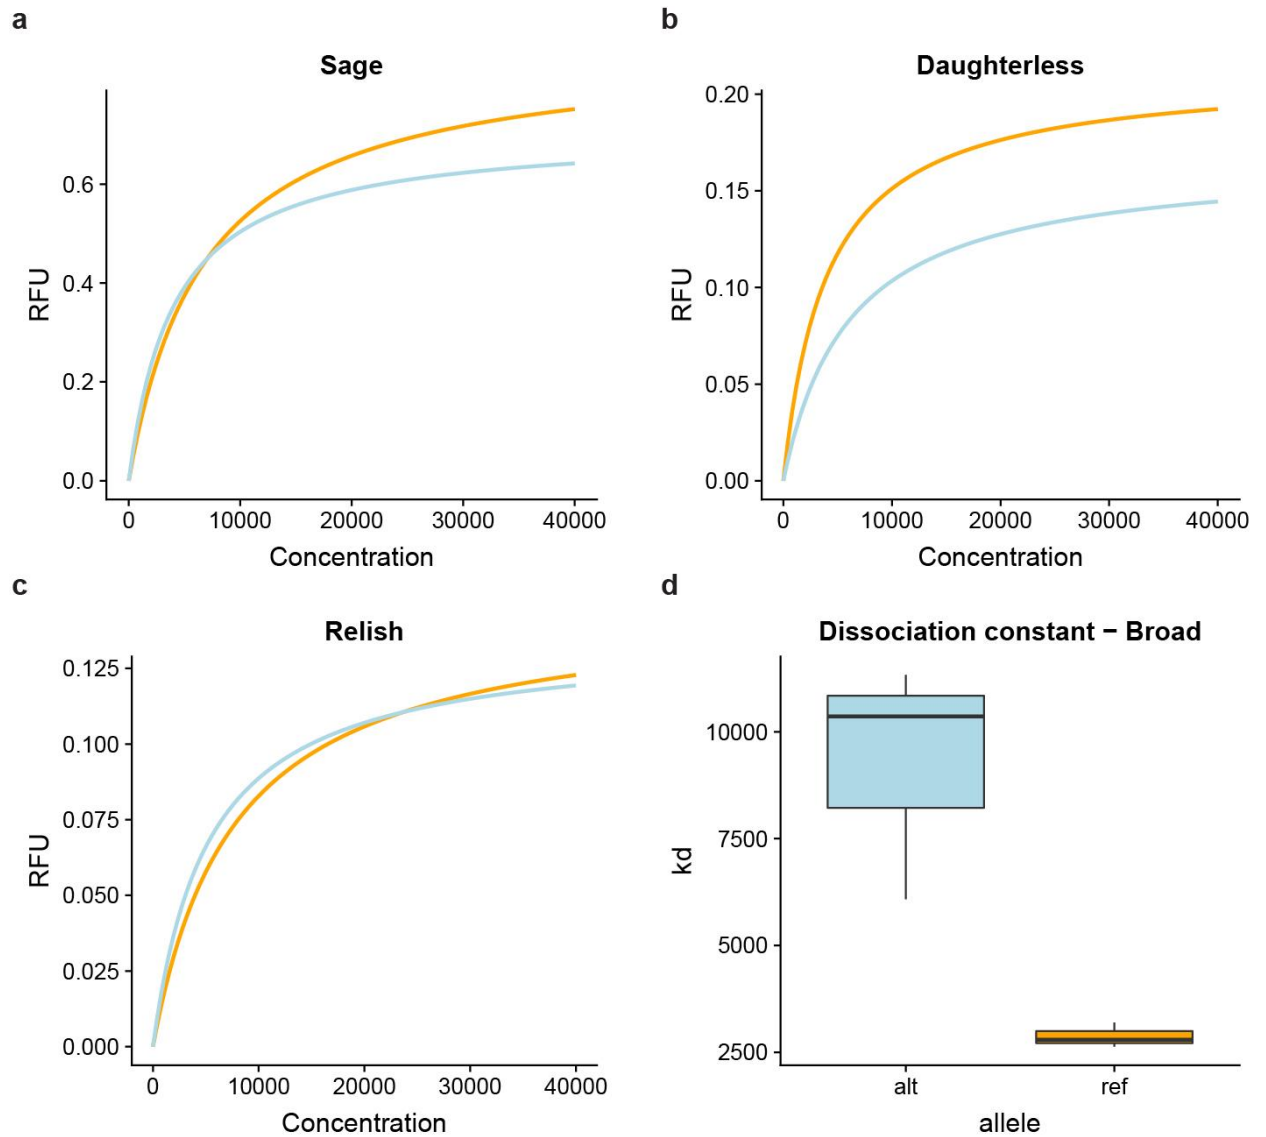 a
Sage
RFU
0.6
0.4
0.2
0.0
0 10000 20000 30000 40000
Concentration
b
Daughterless
RFU
0.20
0.15
0.10
0.05
0.00
0 10000 20000 30000 40000
Concentration
c
Relish
RFU
0.125
0.100
0.075
0.050
0.025
0.000
0 10000 20000 30000 40000
Concentration
d
Dissociation constant − Broad
kd
10000
7500
5000
2500
alt ref
allele